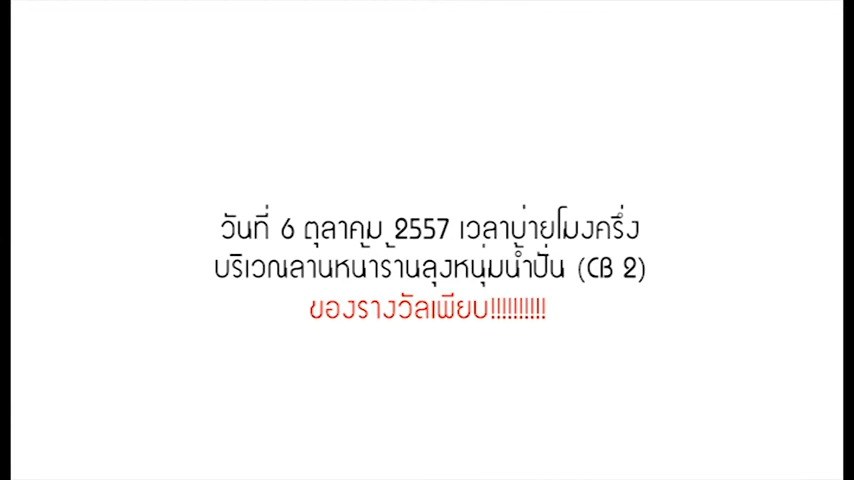 วันที่ 6 ตุลาคม 2557 เวลาบ่ายโมงครึ่ง
บริเวณลานหน้าร้านลุงหนุ่มน้ำปั่น (CB 2)
ของรางวัลเพียบ!!!!!!!!!!